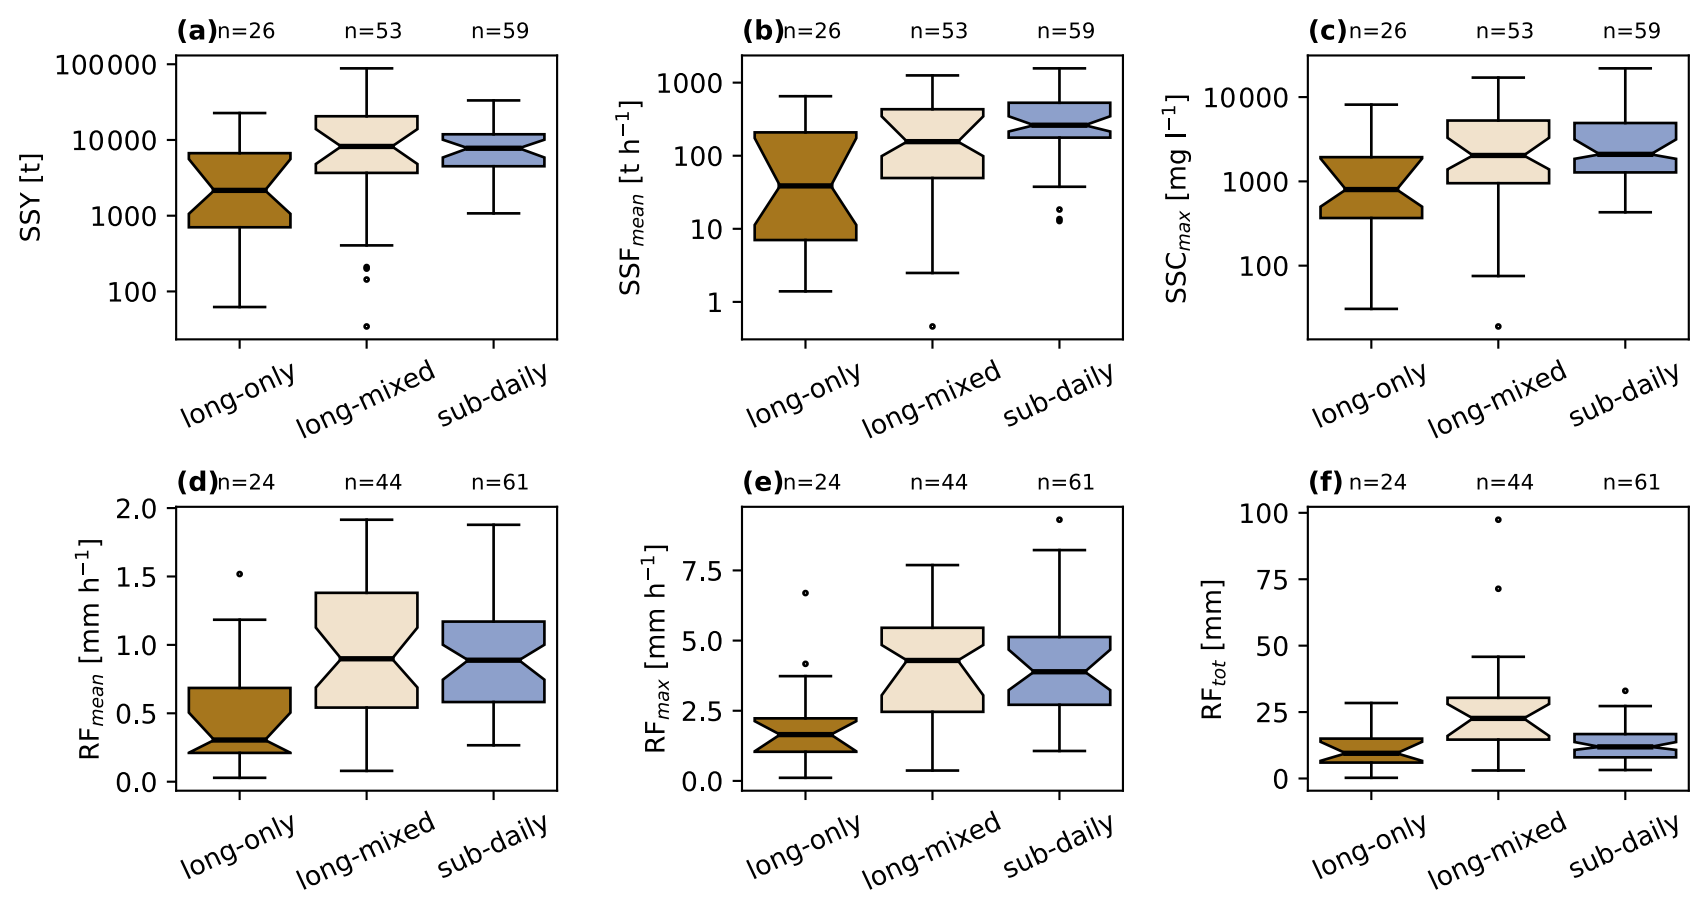 (a) n=26 n=53 n=59
SSY [t]
100000
10000
1000
100
long-only long-mixed sub-daily
(b) n=26 n=53 n=59
SSF_mean [t h⁻¹]
1000
100
10
1
long-only long-mixed sub-daily
(c) n=26 n=53 n=59
SSC_max [mg l⁻¹]
10000
1000
100
long-only long-mixed sub-daily
(d) n=24 n=44 n=61
RF_mean [mm h⁻¹]
2.0
1.5
1.0
0.5
0.0
long-only long-mixed sub-daily
(e) n=24 n=44 n=61
RF_max [mm h⁻¹]
7.5
5.0
2.5
0.0
long-only long-mixed sub-daily
(f) n=24 n=44 n=61
RF_tot [mm]
100
75
50
25
0
long-only long-mixed sub-daily